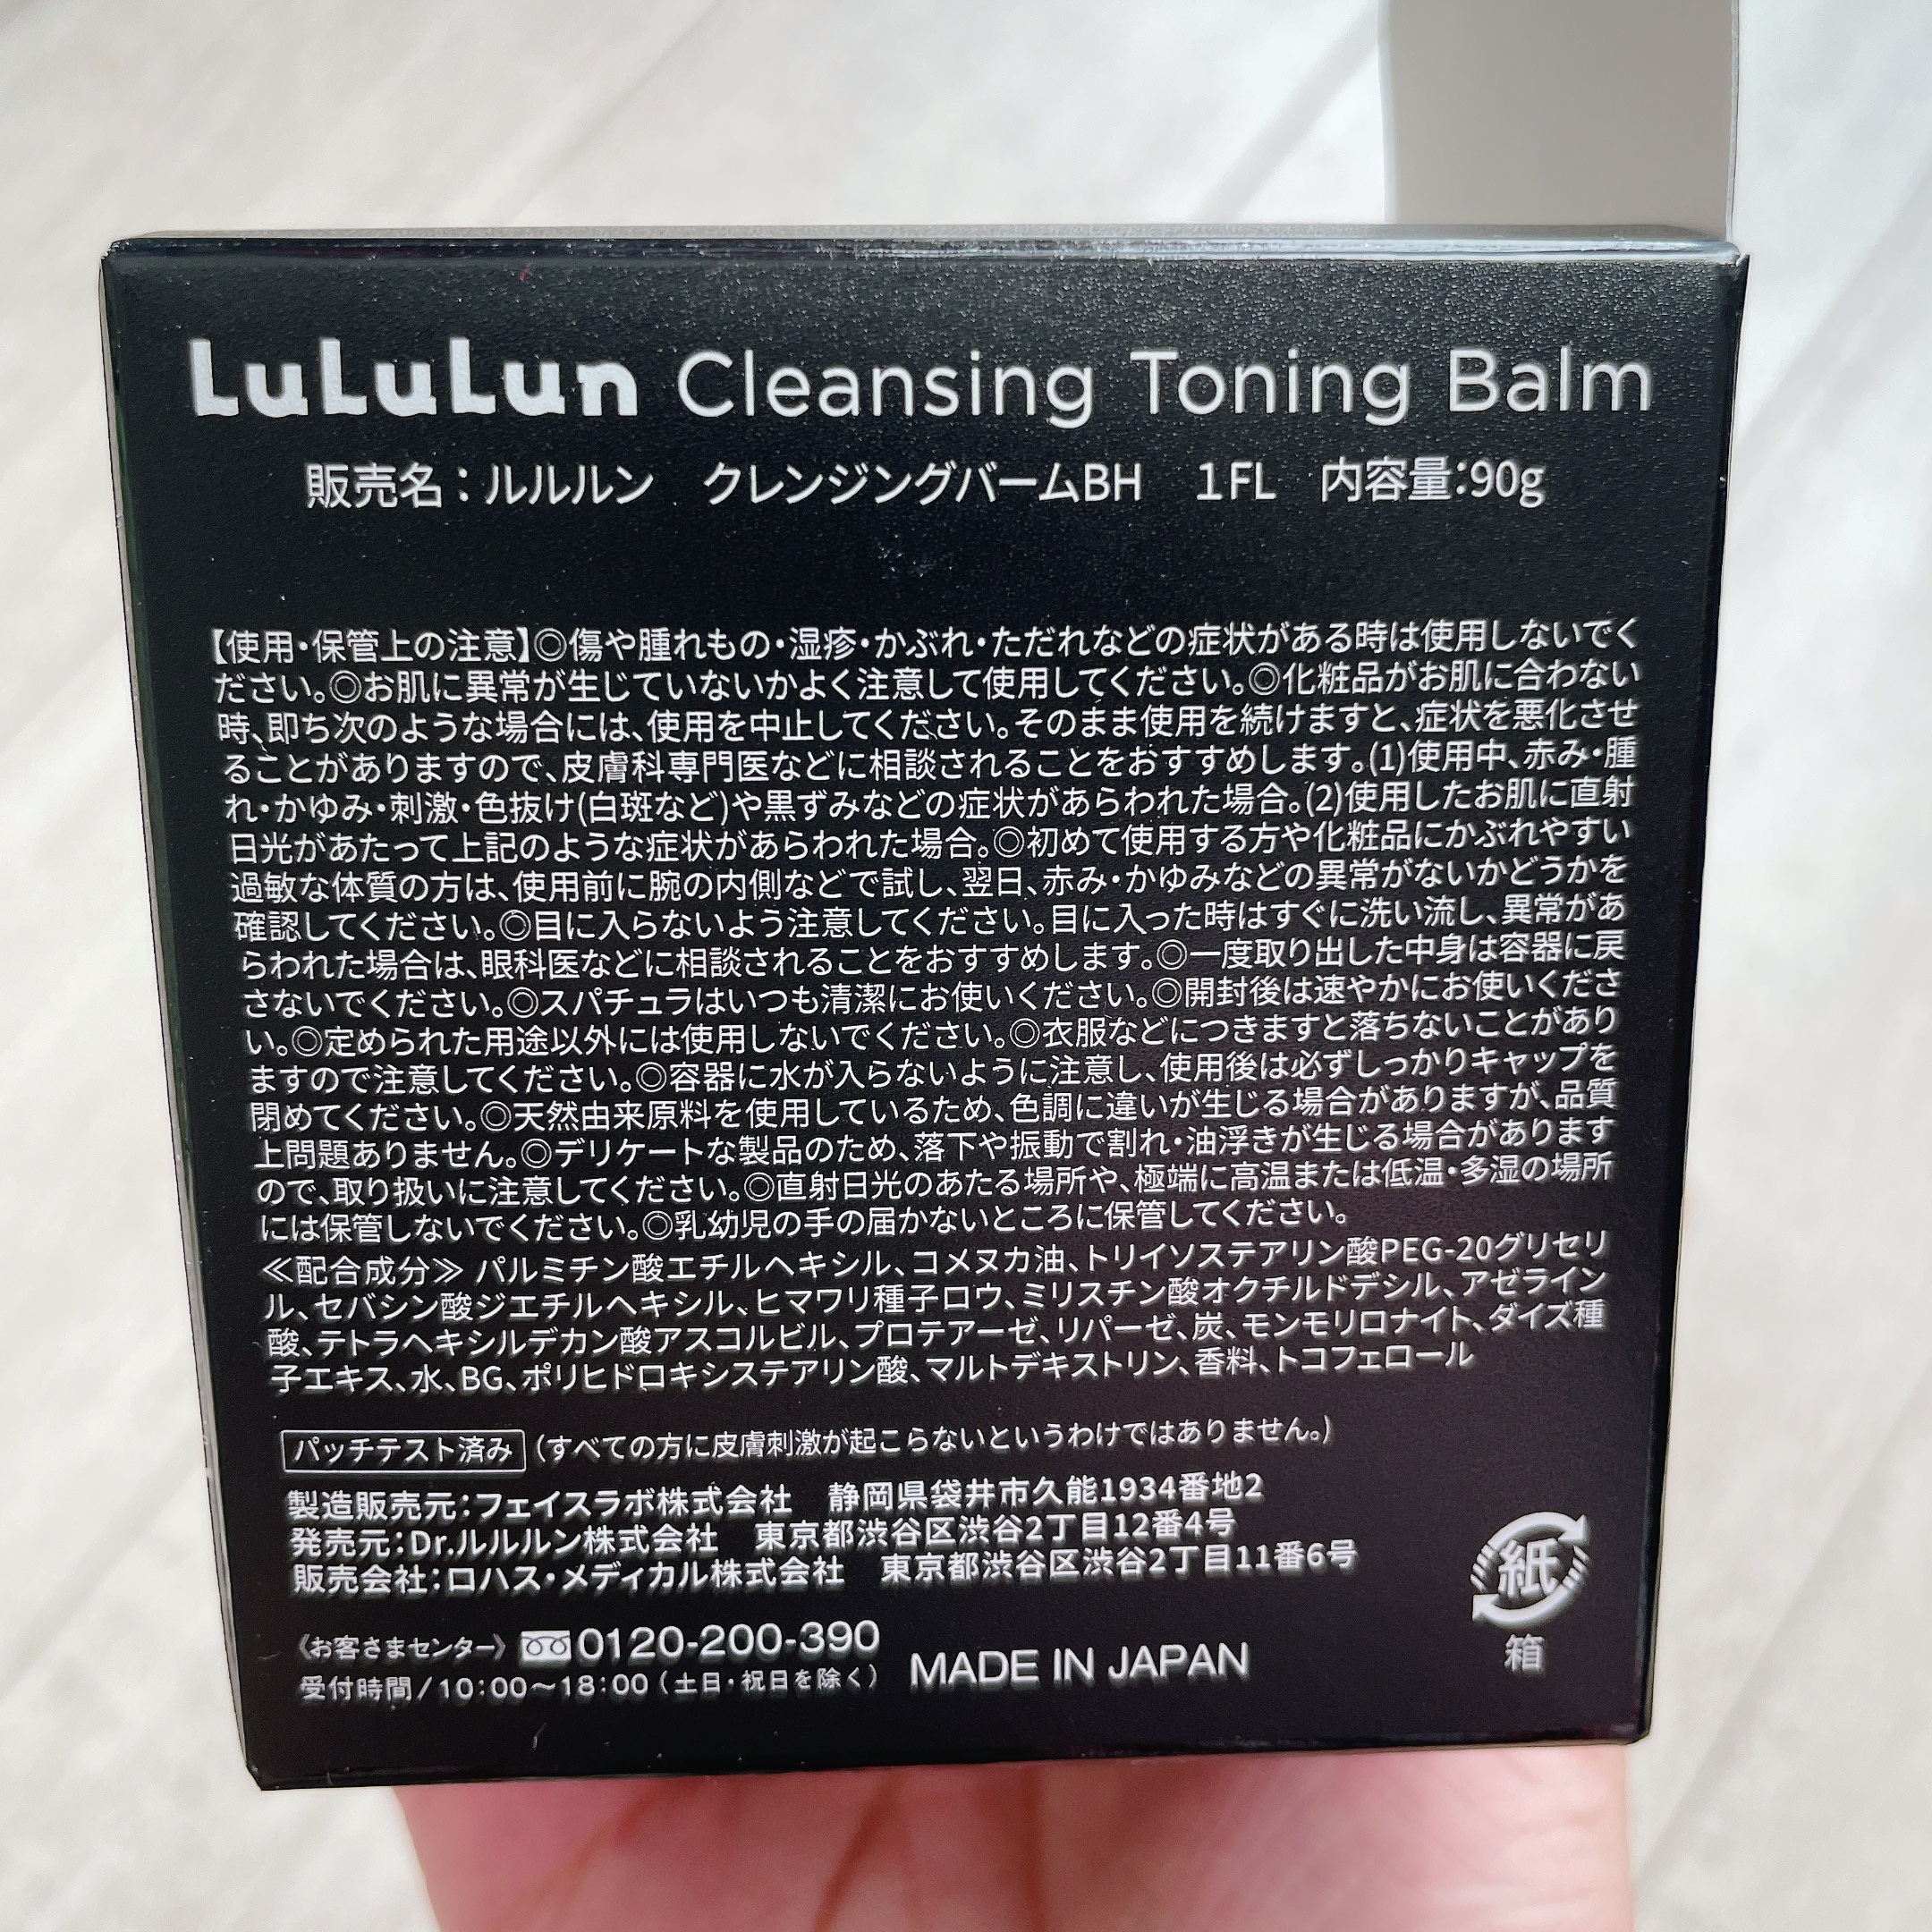 LuLuLun Cleansing Toning Balm
販売名：ルルルン　クレンジングバームBH　1FL　内容量：90g
【使用・保管上の注意】◎傷や腫れもの・湿疹・かぶれ・ただれなどの症状がある時は使用しないでく
ださい。◎お肌に異常が生じていないかよく注意して使用してください。◎化粧品がお肌に合わない
時、即ち次のような場合には、使用を中止してください。そのまま使用を続けますと、症状を悪化させ
ることがありますので、皮膚科専門医などに相談されることをおすすめします。(1)使用中、赤み・腫
れ・かゆみ・刺激・色抜け(白斑など)や黒ずみなどの症状があらわれた場合。(2)使用したお肌に直射
日光があたって上記のような症状があらわれた場合。◎初めて使用する方や化粧品にかぶれやすい
過敏な体質の方は、使用前に腕の内側などで試し、翌日、赤み・かゆみなどの異常がないかどうかを
確認してください。◎目に入らないよう注意してください。目に入った時はすぐに洗い流し、異常があ
らわれた場合は、眼科医などに相談されることをおすすめします。◎一度取り出した中身は容器に戻
さないでください。◎スパチュラはいつも清潔にお使いください。◎開封後は速やかにお使いくださ
い。◎定められた用途以外には使用しないでください。◎衣服などにつきますと落ちないことがあり
ますので注意してください。◎容器に水が入らないように注意し、使用後は必ずしっかりキャップを
閉めてください。◎天然由来原料を使用しているため、色調に違いが生じる場合がありますが、品質
上問題ありません。◎デリケートな製品のため、落下や振動で割れ・油浮きが生じる場合があります
ので、取り扱いに注意してください。◎直射日光のあたる場所や、極端に高温または低温・多湿の場所
には保管しないでください。◎乳幼児の手の届かないところに保管してください。
≪配合成分≫ パルミチン酸エチルヘキシル、コメヌカ油、トリイソステアリン酸PEG-20グリセリ
ル、セバシン酸ジエチルヘキシル、ヒマワリ種子ロウ、ミリスチン酸オクチルドデシル、アゼライン
酸、テトラヘキシルデカン酸アスコルビル、プロテアーゼ、リパーゼ、炭、モンモリロナイト、ダイズ種
子エキス、水、BG、ポリヒドロキシステアリン酸、マルトデキストリン、香料、トコフェロール
パッチテスト済み（すべての方に皮膚刺激が起こらないというわけではありません。）
製造販売元：フェイスラボ株式会社　静岡県袋井市久能1934番地2
発売元：Dr.ルルルン株式会社　東京都渋谷区渋谷2丁目12番4号
販売会社：ロハス・メディカル株式会社　東京都渋谷区渋谷2丁目11番6号
《お客さまセンター》0120-200-390
受付時間/10:00〜18:00（土日・祝日を除く）
MADE IN JAPAN
紙
箱